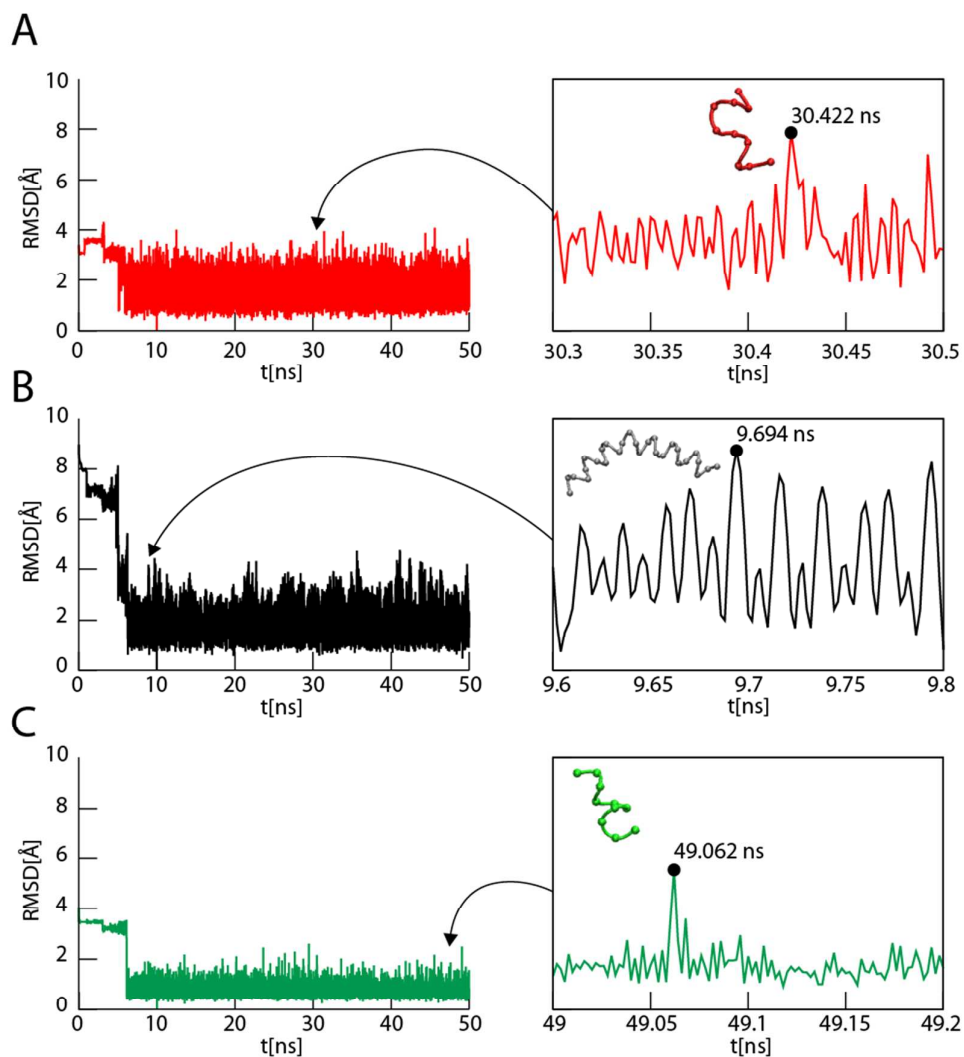 A
RMSD[Å]
10
8
6
4
2
0
0 10 20 30 40 50
t[ns]
30.422 ns
30.3 30.35 30.4 30.45 30.5
t[ns]
B
RMSD[Å]
10
8
6
4
2
0
0 10 20 30 40 50
t[ns]
9.694 ns
9.6 9.65 9.7 9.75 9.8
t[ns]
C
RMSD[Å]
10
8
6
4
2
0
0 10 20 30 40 50
t[ns]
49.062 ns
49 49.05 49.1 49.15 49.2
t[ns]